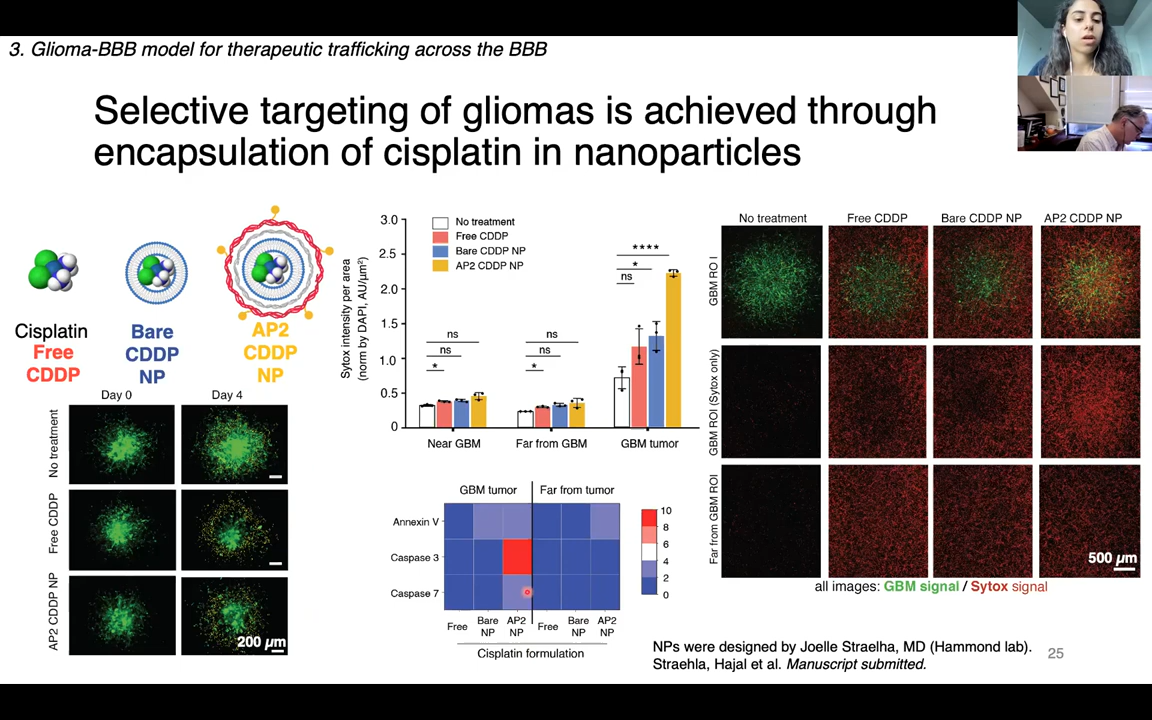 3. Glioma-BBB model for therapeutic trafficking across the BBB
Selective targeting of gliomas is achieved through
encapsulation of cisplatin in nanoparticles
Cisplatin
Free
CDDP
Bare
CDDP
NP
AP2
CDDP
NP
Day 0
Day 4
No treatment
Free CDDP
AP2 CDDP NP
200 µm
Sytox intensity per area
(norm by DAPI, AU/µm²)
3.0
2.5
2.0
1.5
1.0
0.5
0
No treatment
Free CDDP
Bare CDDP NP
AP2 CDDP NP
ns
ns
*
ns
ns
*
****
*
ns
Near GBM
Far from GBM
GBM tumor
GBM tumor
Far from tumor
Annexin V
Caspase 3
Caspase 7
10
8
6
4
2
0
Free
Bare
NP
AP2
NP
Free
Bare
NP
AP2
NP
Cisplatin formulation
No treatment
Free CDDP
Bare CDDP NP
AP2 CDDP NP
GBM ROI
GBM ROI (Sytox only)
Far from GBM ROI
500 µm
all images: GBM signal / Sytox signal
NPs were designed by Joelle Straelha, MD (Hammond lab).
Straehla, Hajal et al. Manuscript submitted.
25